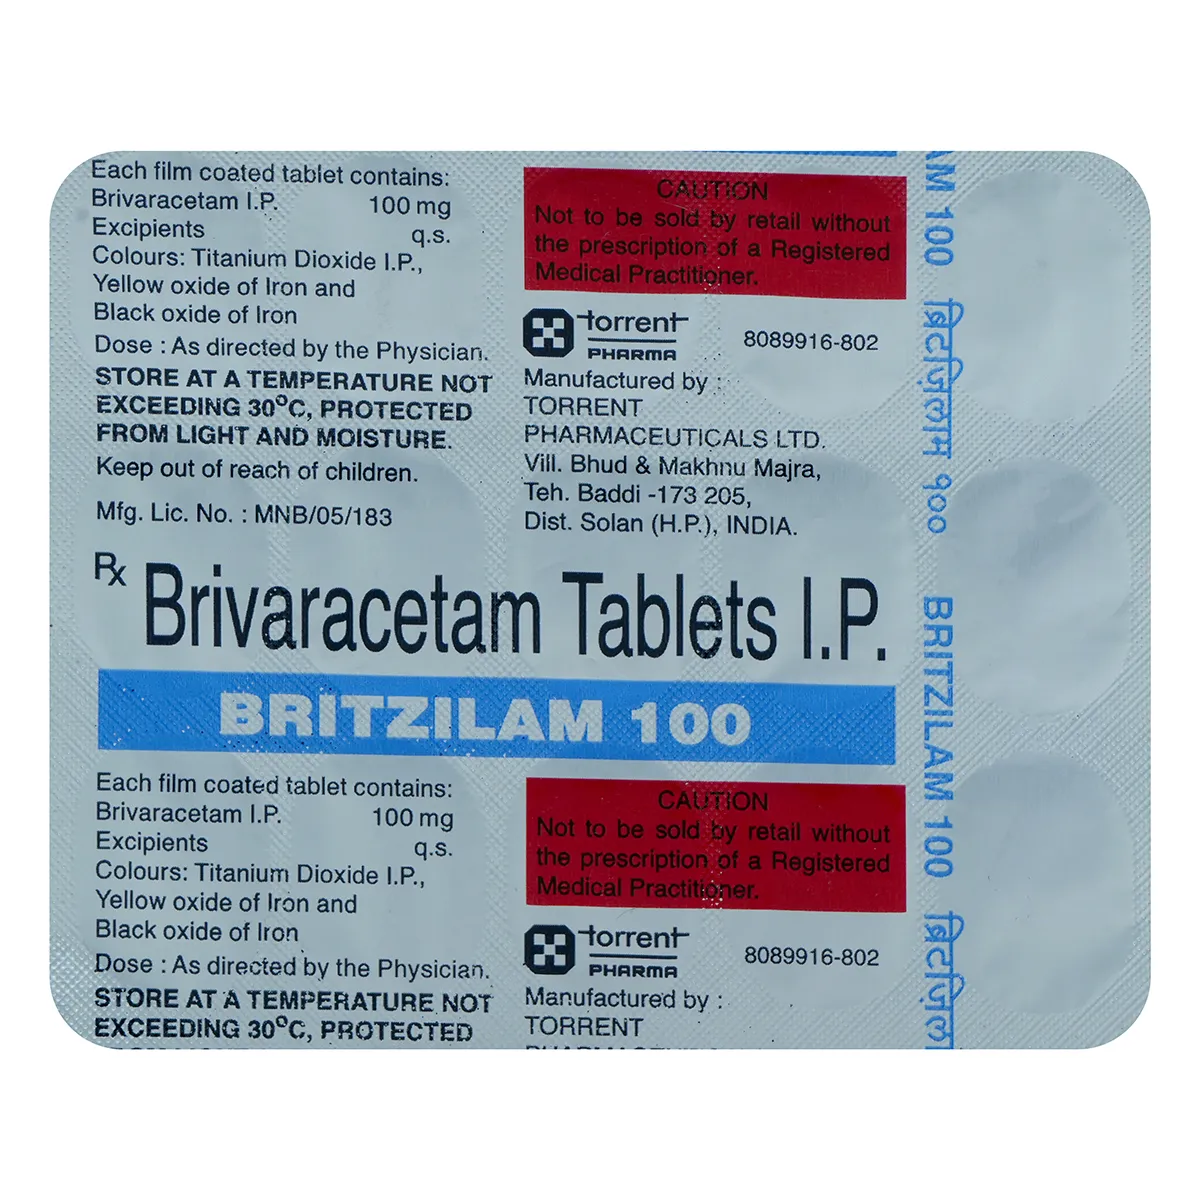 Each film coated tablet contains:
Brivaracetam I.P. 100 mg
Excipients q.s.
Colours: Titanium Dioxide I.P.,
Yellow oxide of Iron and
Black oxide of Iron
Dose : As directed by the Physician.
STORE AT A TEMPERATURE NOT
EXCEEDING 30°C, PROTECTED
FROM LIGHT AND MOISTURE.
Keep out of reach of children.
Mfg. Lic. No. : MNB/05/183
CAUTION
Not to be sold by retail without
the prescription of a Registered
Medical Practitioner.
torrent
PHARMA
8089916-802
Manufactured by :
TORRENT
PHARMACEUTICALS LTD.
Vill. Bhud & Makhnu Majra,
Teh. Baddi -173 205,
Dist. Solan (H.P.), INDIA.
Rx Brivaracetam Tablets I.P.
BRITZILAM 100
Each film coated tablet contains:
Brivaracetam I.P. 100 mg
Excipients q.s.
Colours: Titanium Dioxide I.P.,
Yellow oxide of Iron and
Black oxide of Iron
Dose : As directed by the Physician.
STORE AT A TEMPERATURE NOT
EXCEEDING 30°C, PROTECTED
CAUTION
Not to be sold by retail without
the prescription of a Registered
Medical Practitioner.
torrent
PHARMA
8089916-802
Manufactured by :
TORRENT
AM 100 ब्रिटज़िलाम १०० BRITZILAM 100 ब्रिटज़िला